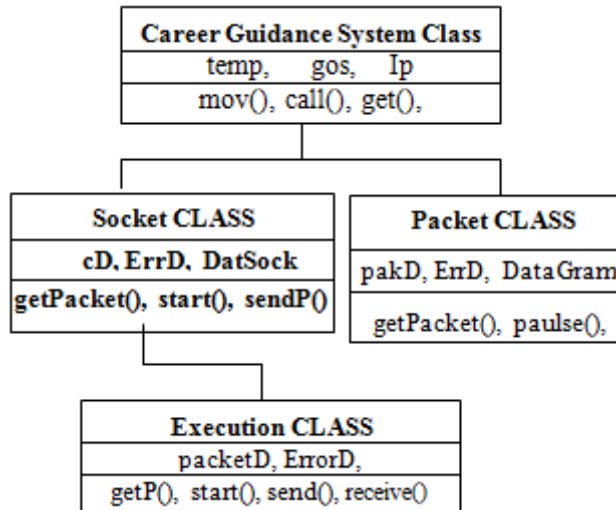 Career Guidance System Class
temp, gos, Ip
mov(), call(), get(),
Socket CLASS
cD, ErrD, DatSock
getPacket(), start(), sendP()
Packet CLASS
pakD, ErrD, DataGram
getPacket(), paulse(),
Execution CLASS
packetD, ErrorD,
getP(), start(), send(), receive()